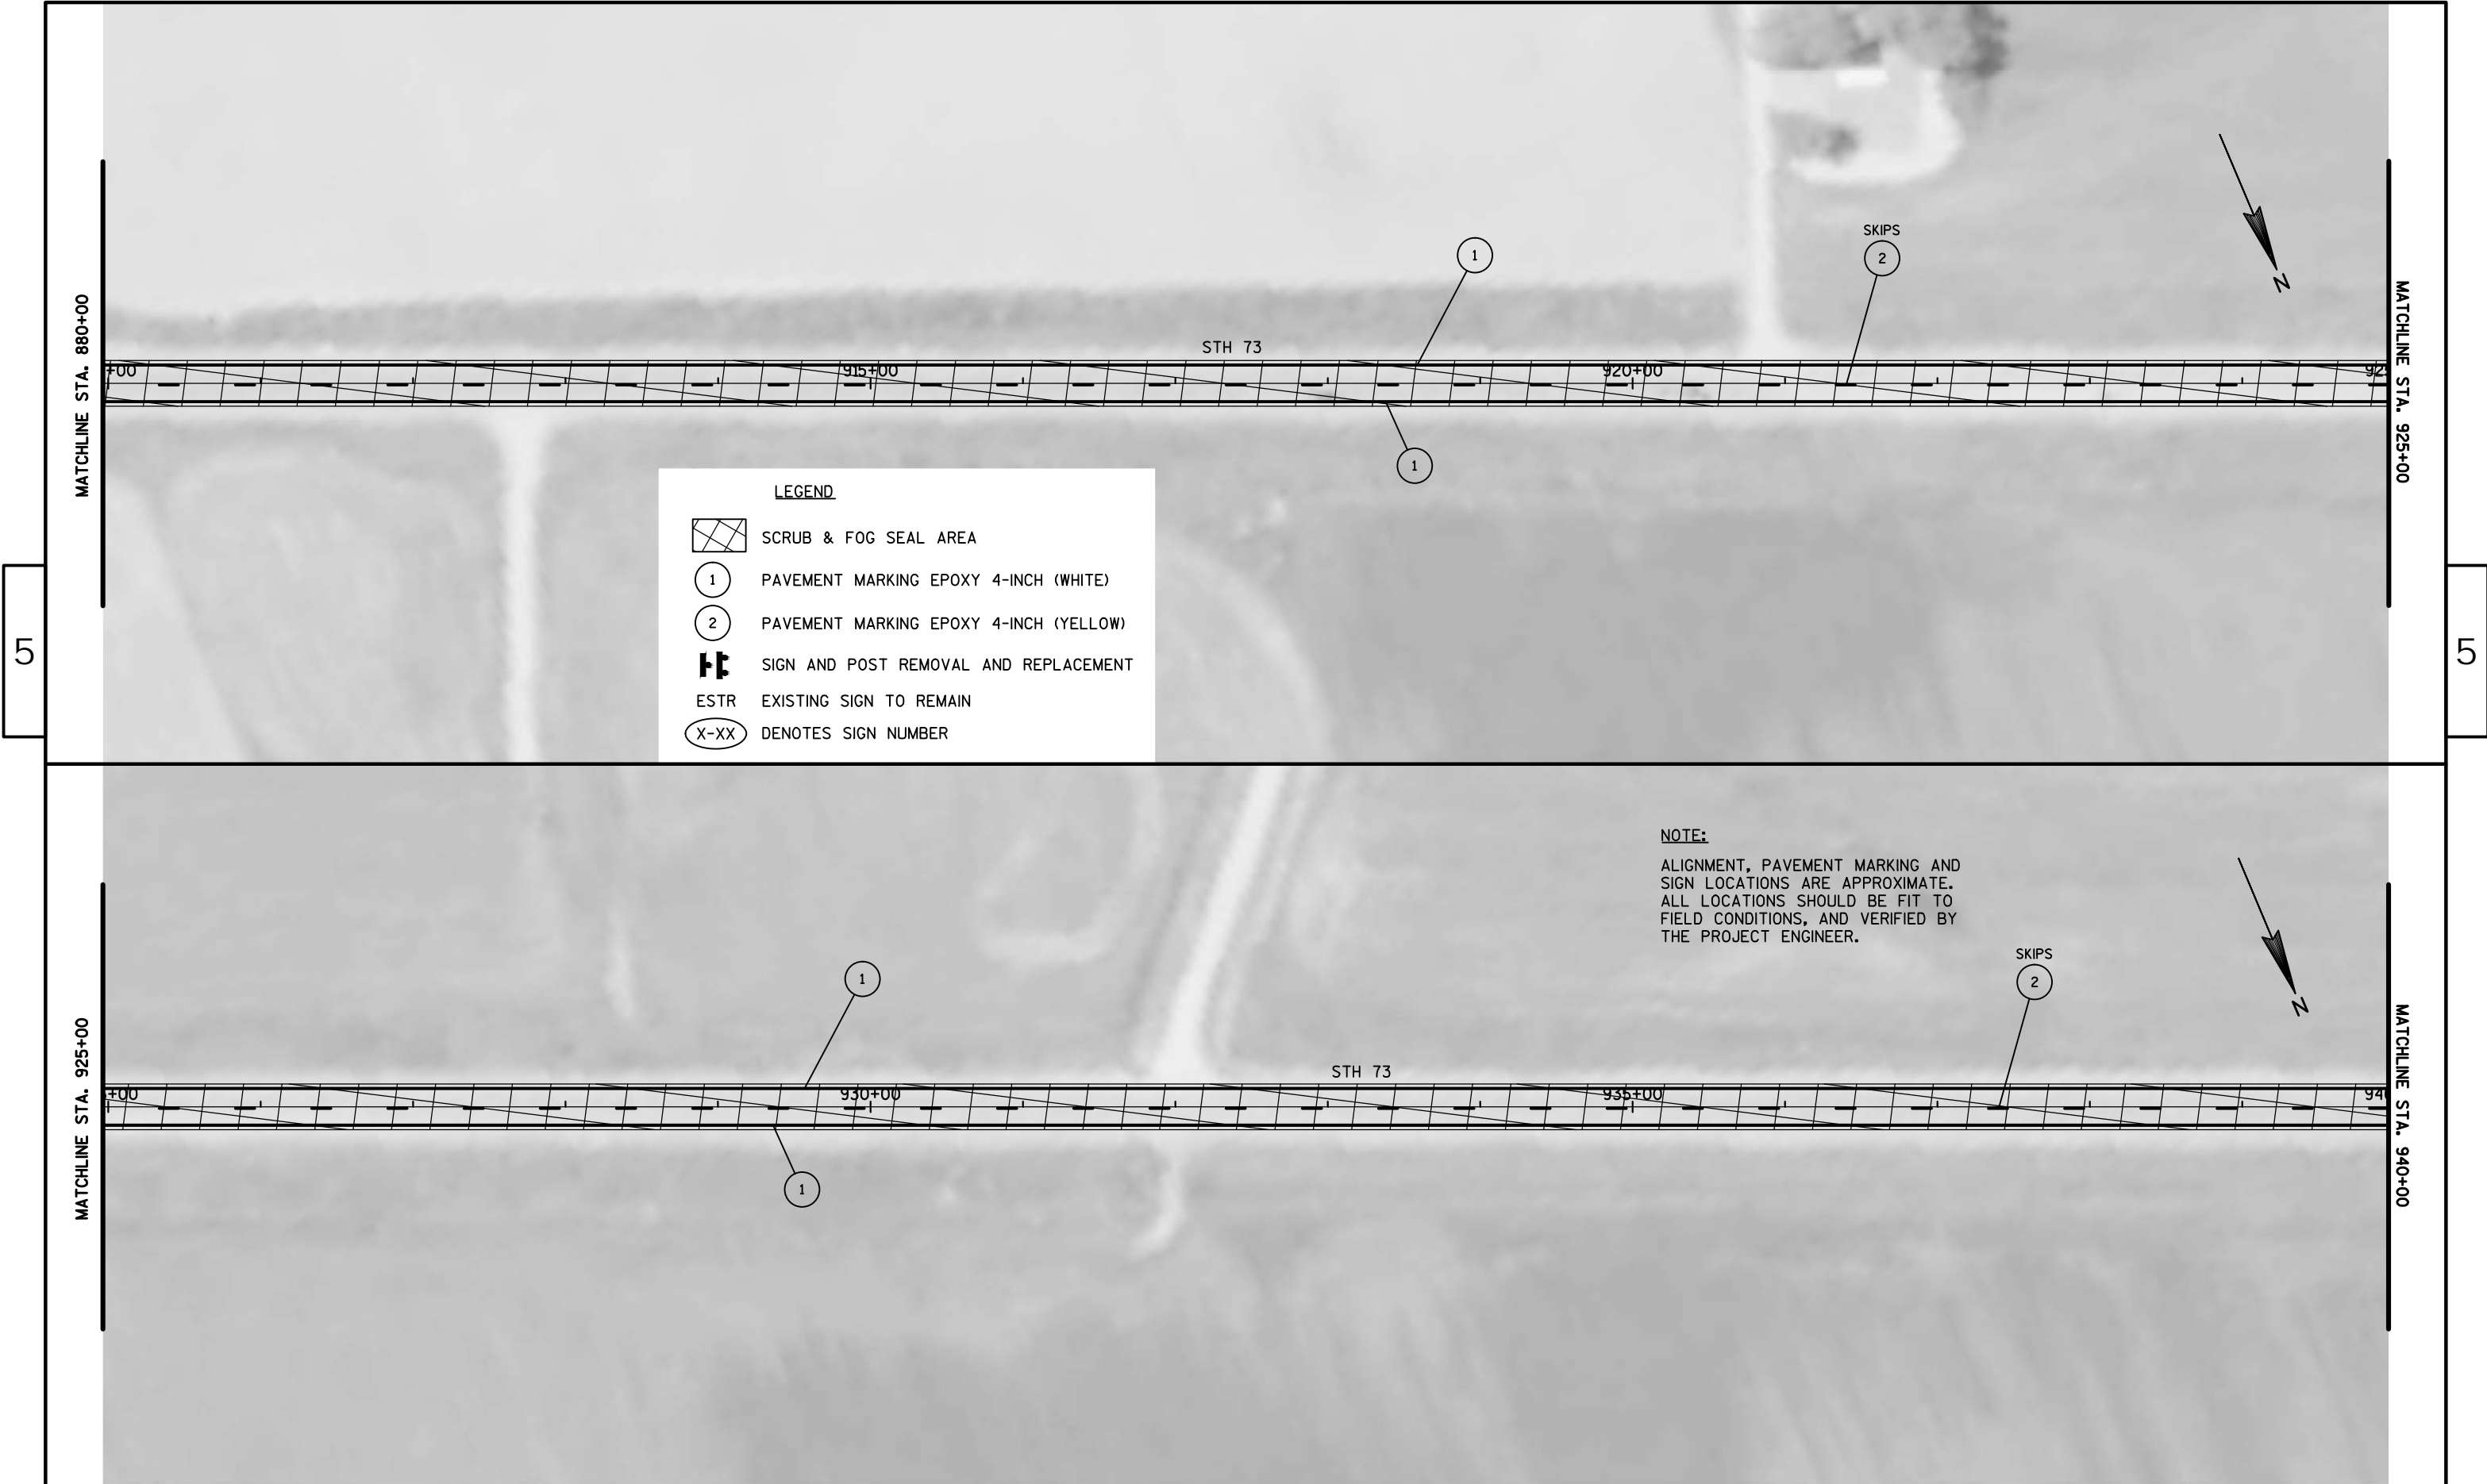 MATCHLINE STA. 880+00
SKIPS
1
2
STH 73
+00
915+00
920+00
925
1
MATCHLINE STA. 925+00
N
LEGEND
SCRUB & FOG SEAL AREA
1 PAVEMENT MARKING EPOXY 4-INCH (WHITE)
2 PAVEMENT MARKING EPOXY 4-INCH (YELLOW)
SIGN AND POST REMOVAL AND REPLACEMENT
ESTR EXISTING SIGN TO REMAIN
X-XX DENOTES SIGN NUMBER
5
5
MATCHLINE STA. 925+00
NOTE:
ALIGNMENT, PAVEMENT MARKING AND
SIGN LOCATIONS ARE APPROXIMATE.
ALL LOCATIONS SHOULD BE FIT TO
FIELD CONDITIONS, AND VERIFIED BY
THE PROJECT ENGINEER.
SKIPS
1
2
N
STH 73
+00
930+00
935+00
940
1
MATCHLINE STA. 940+00